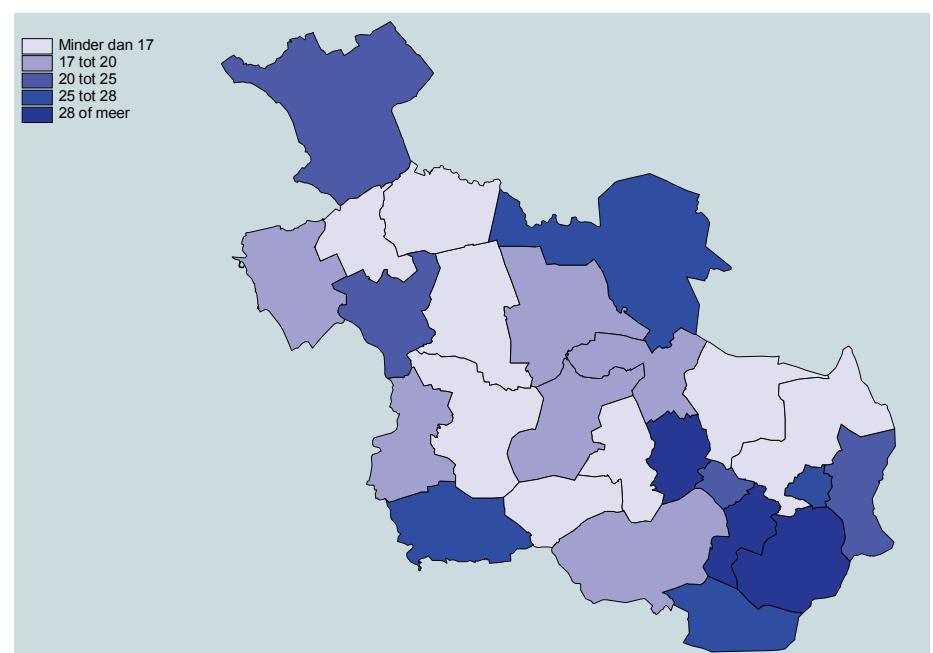 Minder dan 17
17 tot 20
20 tot 25
25 tot 28
28 of meer